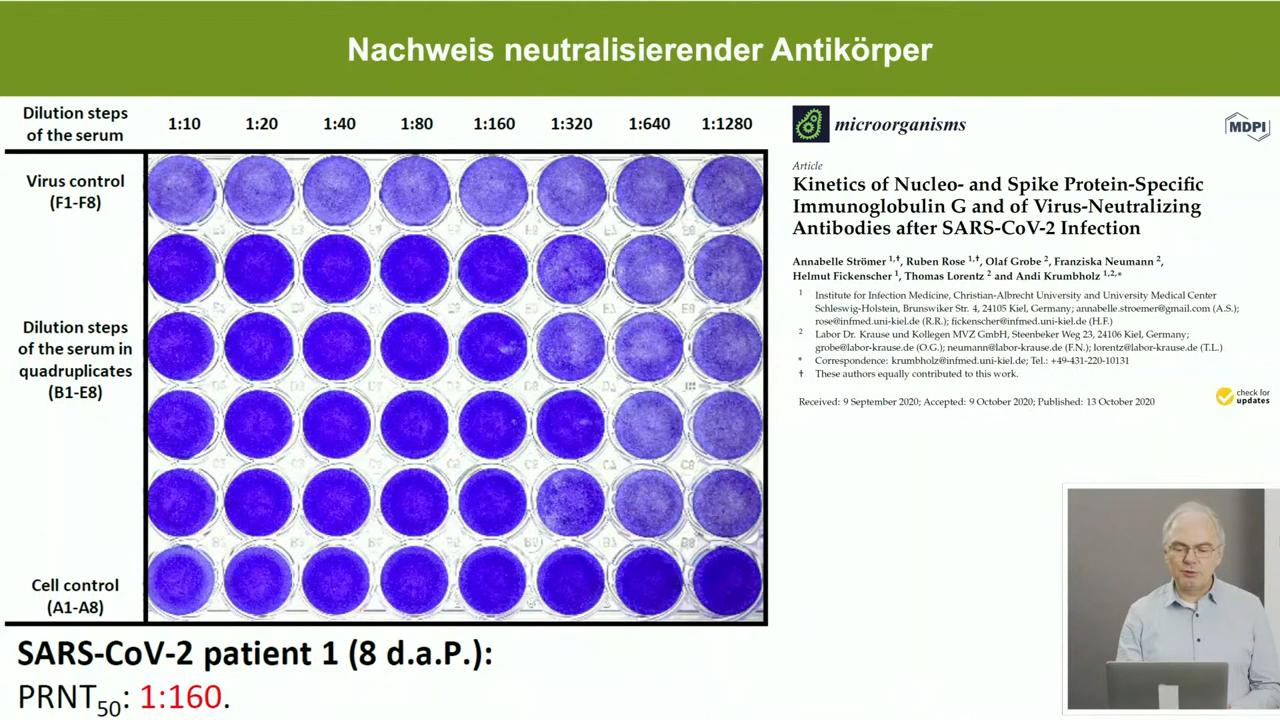 Nachweis neutralisierender Antikörper
Dilution steps
of the serum
1:10 1:20 1:40 1:80 1:160 1:320 1:640 1:1280
Virus control
(F1-F8)
Dilution steps
of the serum in
quadruplicates
(B1-E8)
Cell control
(A1-A8)
SARS-CoV-2 patient 1 (8 d.a.P.):
PRNT50: 1:160.
microorganisms
MDPI
Article
Kinetics of Nucleo- and Spike Protein-Specific
Immunoglobulin G and of Virus-Neutralizing
Antibodies after SARS-CoV-2 Infection
Annabelle Strömer 1,†, Ruben Rose 1,†, Olaf Grobe 2, Franziska Neumann 2,
Helmut Fickenscher 1, Thomas Lorentz 2 and Andi Krumbholz 1,2,*
1 Institute for Infection Medicine, Christian-Albrecht University and University Medical Center
Schleswig-Holstein, Brunswiker Str. 4, 24105 Kiel, Germany; annabelle.stroemer@gmail.com (A.S.);
rose@infmed.uni-kiel.de (R.R.); fickenscher@infmed.uni-kiel.de (H.F.)
2 Labor Dr. Krause und Kollegen MVZ GmbH, Steenbeker Weg 23, 24106 Kiel, Germany;
grobe@labor-krause.de (O.G.); neumann@labor-krause.de (F.N.); lorentz@labor-krause.de (T.L.)
* Correspondence: krumbholz@infmed.uni-kiel.de; Tel.: +49-431-220-10131
† These authors equally contributed to this work.
check for
updates
Received: 9 September 2020; Accepted: 9 October 2020; Published: 13 October 2020